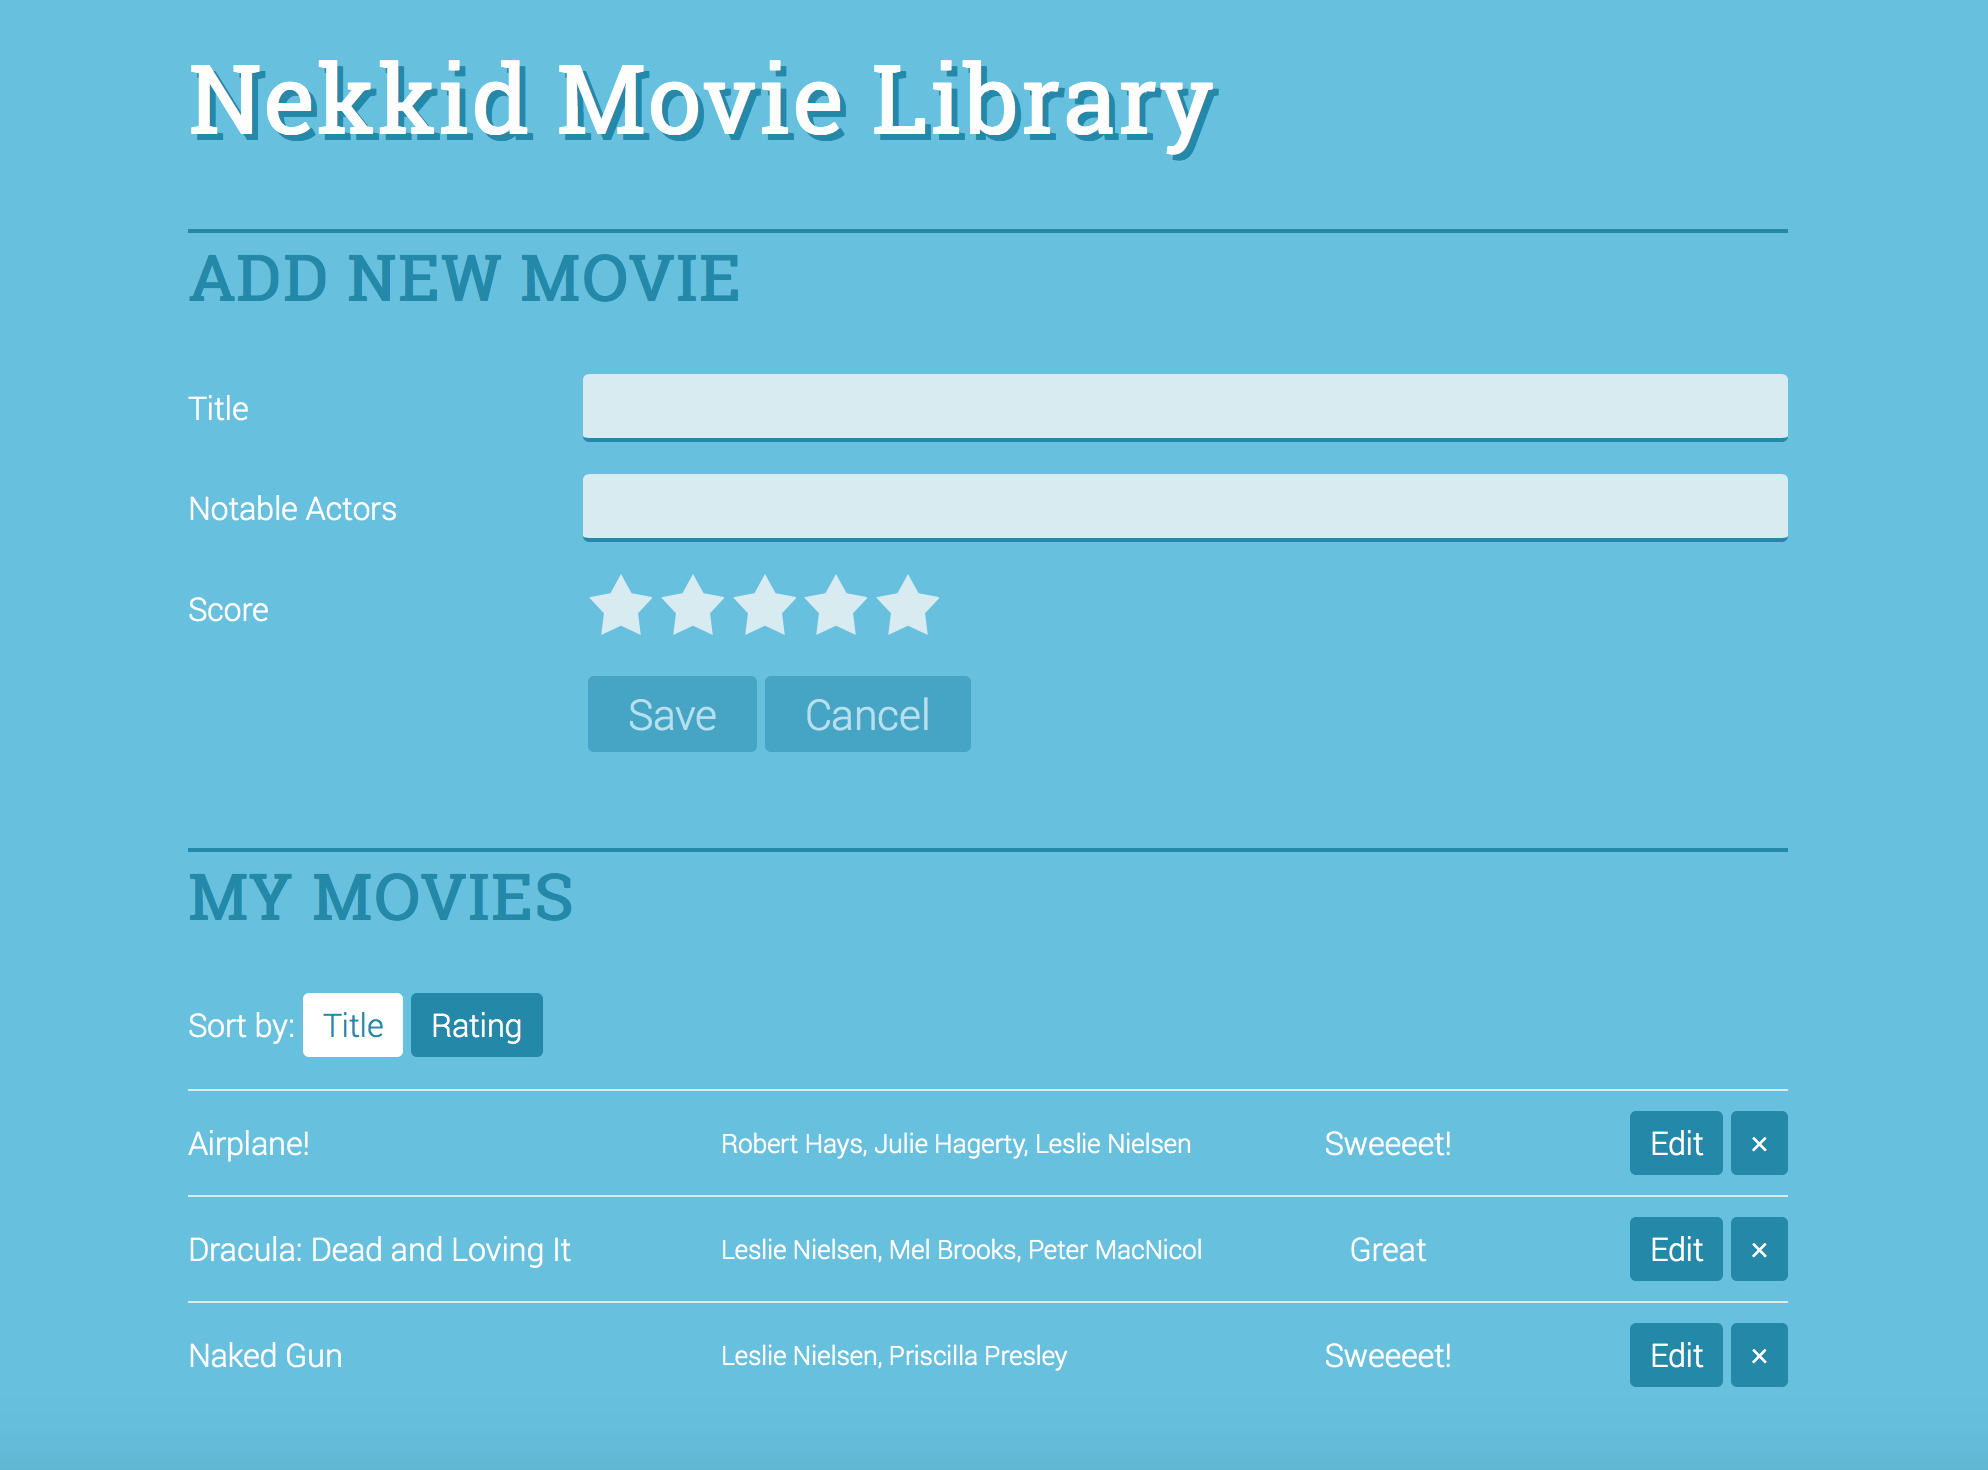 Nekkid Movie Library
ADD NEW MOVIE
Title
Notable Actors
Score
Save Cancel
MY MOVIES
Sort by: Title Rating
Airplane! Robert Hays, Julie Hagerty, Leslie Nielsen Sweeeet! Edit ×
Dracula: Dead and Loving It Leslie Nielsen, Mel Brooks, Peter MacNicol Great Edit ×
Naked Gun Leslie Nielsen, Priscilla Presley Sweeeet! Edit ×